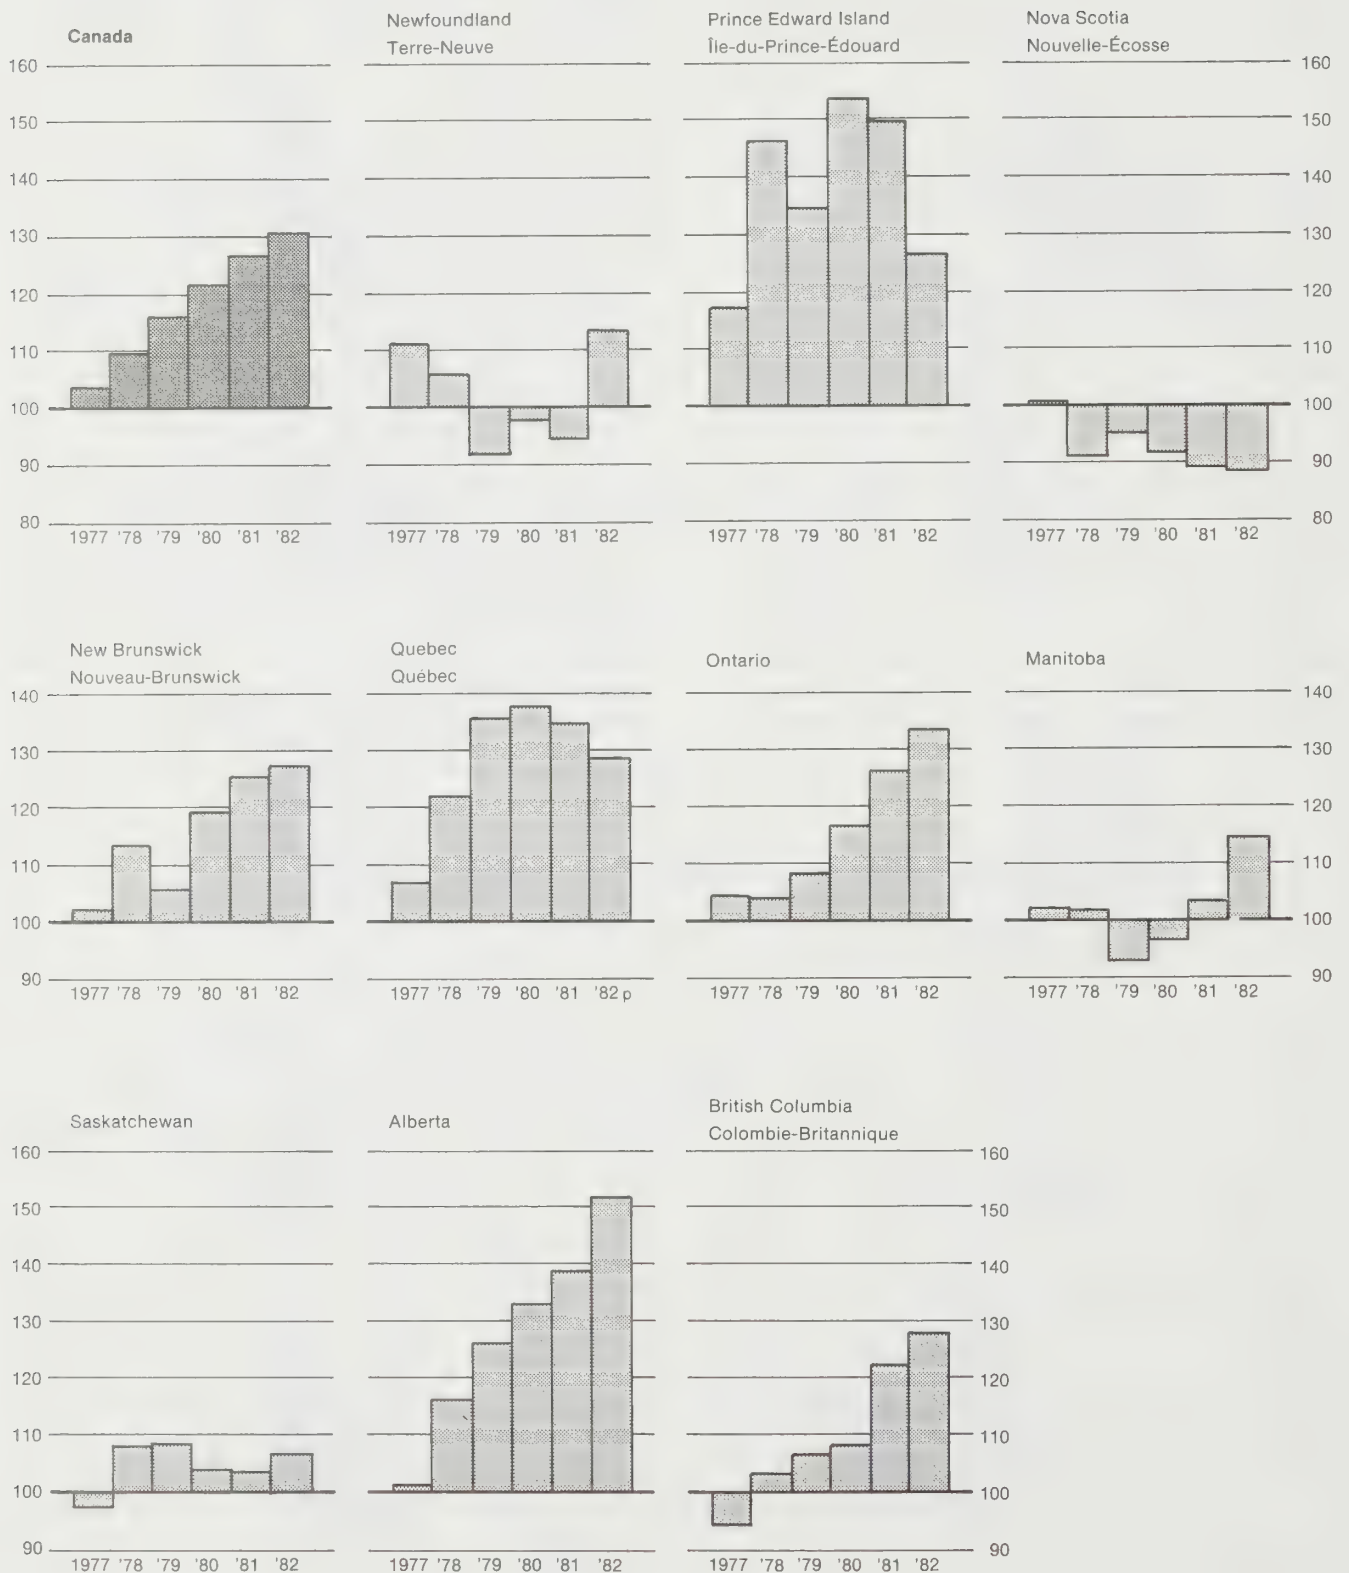 Canada
Newfoundland
Terre-Neuve
Prince Edward Island
Île-du-Prince-Édouard
Nova Scotia
Nouvelle-Écosse
160
150
140
130
120
110
100
90
80
160
150
140
130
120
110
100
90
80
1977 '78 '79 '80 '81 '82
1977 '78 '79 '80 '81 '82
1977 '78 '79 '80 '81 '82
1977 '78 '79 '80 '81 '82
New Brunswick
Nouveau-Brunswick
Quebec
Québec
Ontario
Manitoba
140
130
120
110
100
90
140
130
120
110
100
90
1977 '78 '79 '80 '81 '82
1977 '78 '79 '80 '81 '82 p
1977 '78 '79 '80 '81 '82
1977 '78 '79 '80 '81 '82
Saskatchewan
Alberta
British Columbia
Colombie-Britannique
160
150
140
130
120
110
100
90
160
150
140
130
120
110
100
90
1977 '78 '79 '80 '81 '82
1977 '78 '79 '80 '81 '82
1977 '78 '79 '80 '81 '82